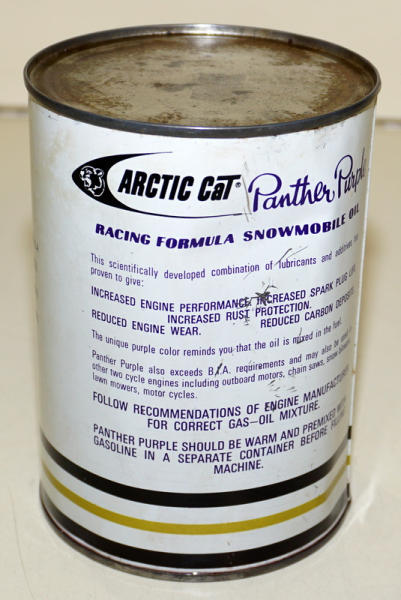 ARCTIC CAT® Panther Purple
RACING FORMULA SNOWMOBILE OIL
This scientifically developed combination of lubricants and additives has
proven to give:
INCREASED ENGINE PERFORMANCE. INCREASED SPARK PLUG LIFE.
INCREASED RUST PROTECTION.
REDUCED ENGINE WEAR. REDUCED CARBON DEPOSITS.
The unique purple color reminds you that the oil is mixed in the fuel.
Panther Purple also exceeds B.I.A. requirements and may also be used
other two cycle engines including outboard motors, chain saws, snow
lawn mowers, motor cycles.
FOLLOW RECOMMENDATIONS OF ENGINE MANUFACTURER
FOR CORRECT GAS-OIL MIXTURE.
PANTHER PURPLE SHOULD BE WARM AND PREMIXED WITH
GASOLINE IN A SEPARATE CONTAINER BEFORE
MACHINE.